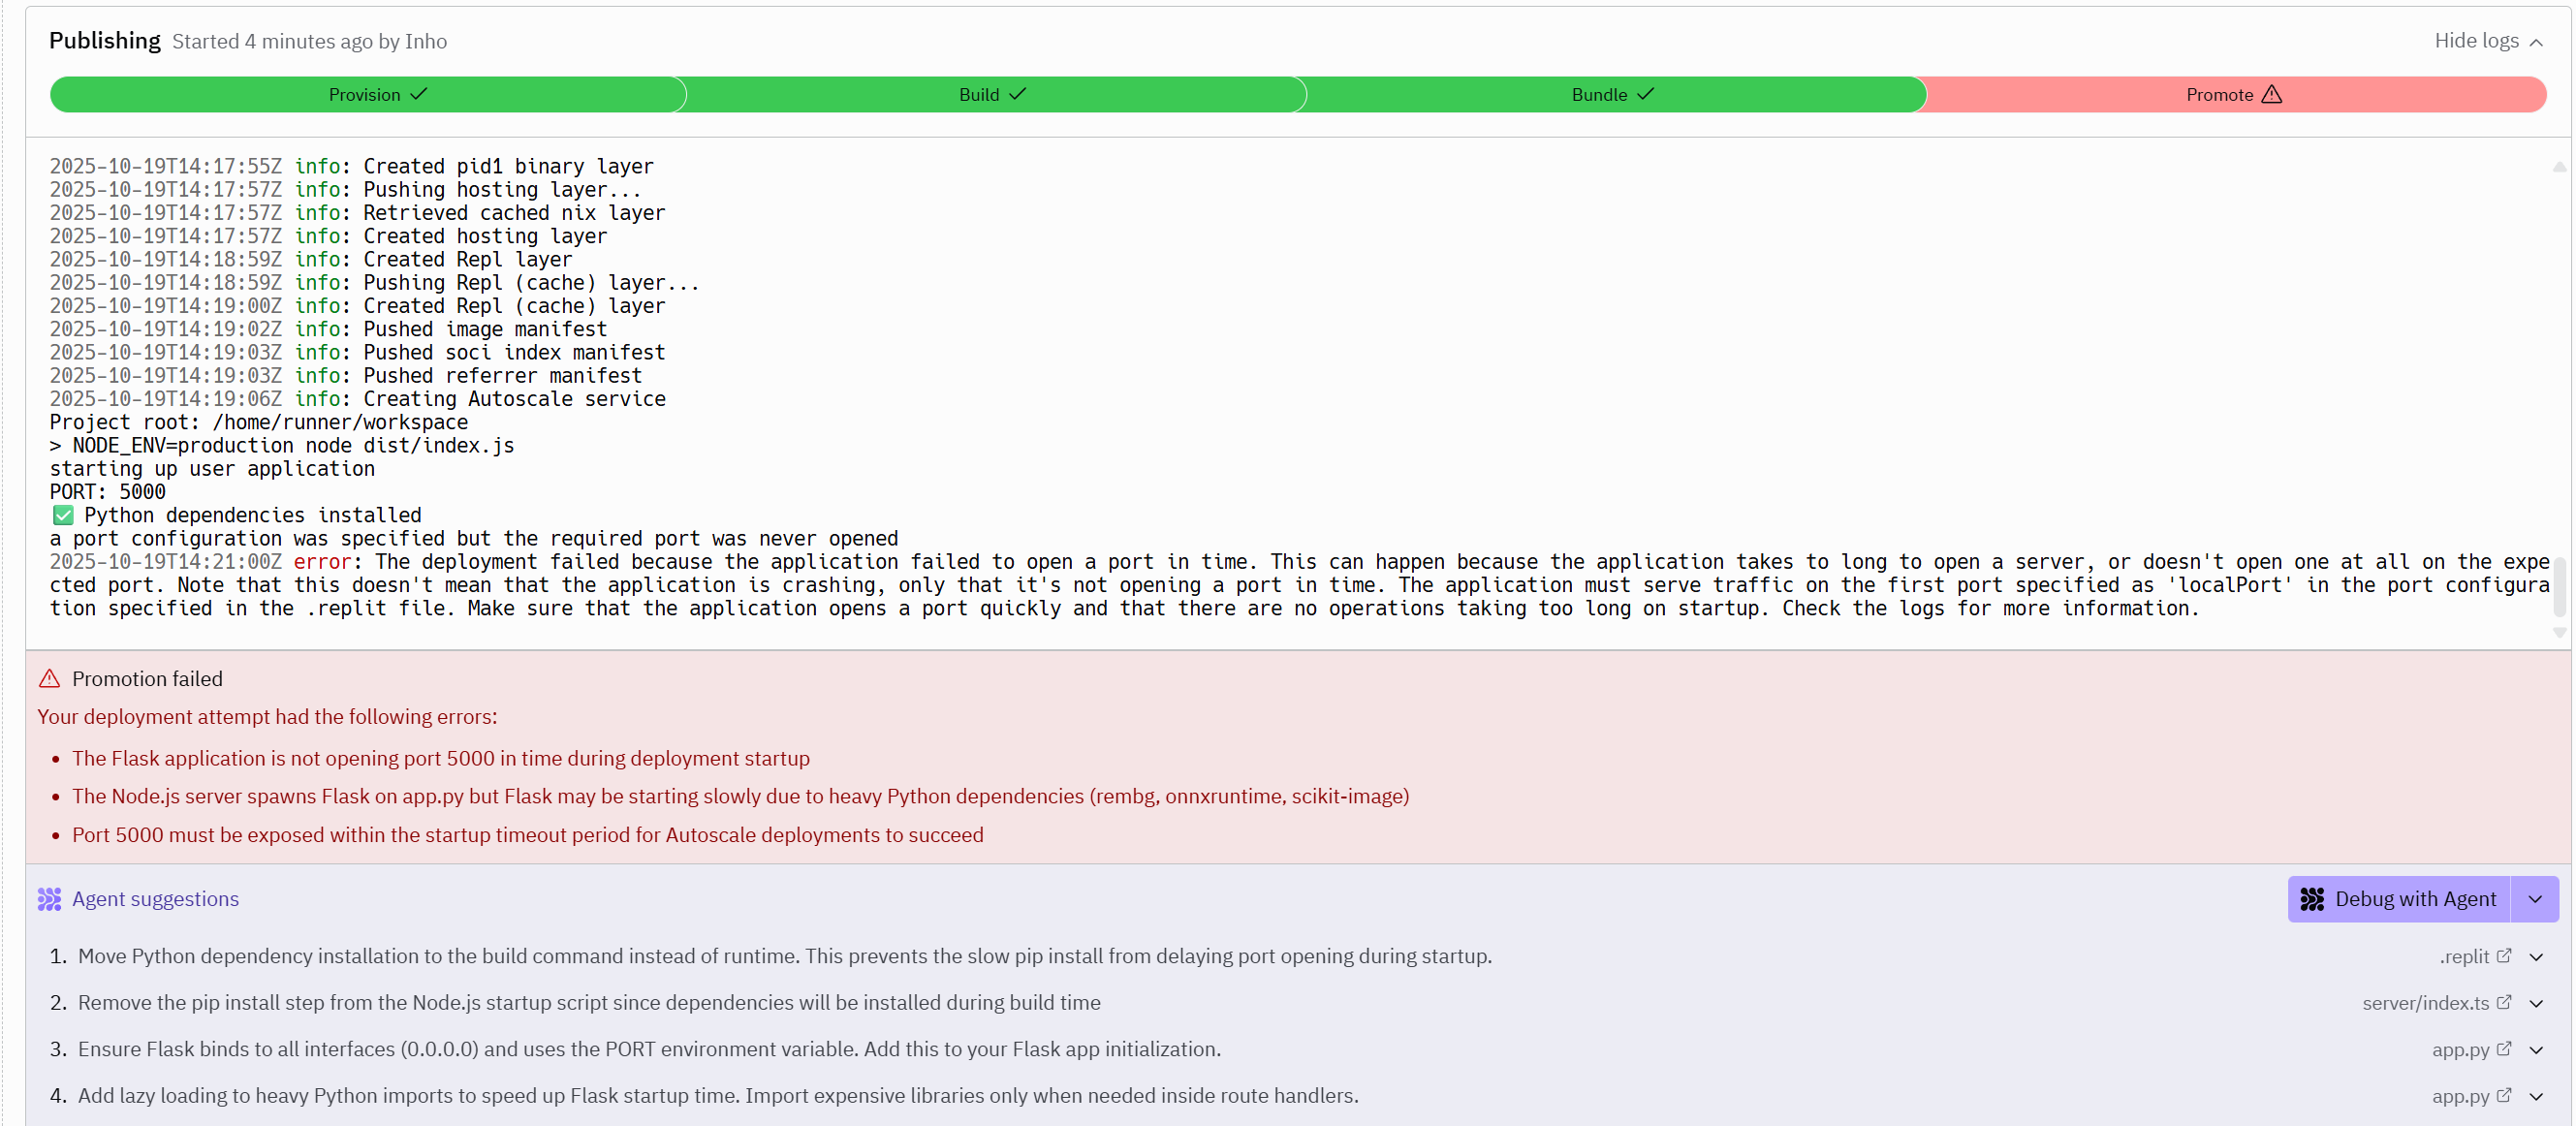 Publishing Started 4 minutes ago by Inho Hide logs
Provision Build Bundle Promote
2025-10-19T14:17:55Z info: Created pid1 binary layer
2025-10-19T14:17:57Z info: Pushing hosting layer...
2025-10-19T14:17:57Z info: Retrieved cached nix layer
2025-10-19T14:17:57Z info: Created hosting layer
2025-10-19T14:18:59Z info: Created Repl layer
2025-10-19T14:18:59Z info: Pushing Repl (cache) layer...
2025-10-19T14:19:00Z info: Created Repl (cache) layer
2025-10-19T14:19:02Z info: Pushed image manifest
2025-10-19T14:19:03Z info: Pushed soci index manifest
2025-10-19T14:19:03Z info: Pushed referrer manifest
2025-10-19T14:19:06Z info: Creating Autoscale service
Project root: /home/runner/workspace
> NODE_ENV=production node dist/index.js
starting up user application
PORT: 5000
✅ Python dependencies installed
a port configuration was specified but the required port was never opened
2025-10-19T14:21:00Z error: The deployment failed because the application failed to open a port in time. This can happen because the application takes to long to open a server, or doesn't open one at all on the expe
cted port. Note that this doesn't mean that the application is crashing, only that it's not opening a port in time. The application must serve traffic on the first port specified as 'localPort' in the port configura
tion specified in the .replit file. Make sure that the application opens a port quickly and that there are no operations taking too long on startup. Check the logs for more information.
Promotion failed
Your deployment attempt had the following errors:
• The Flask application is not opening port 5000 in time during deployment startup
• The Node.js server spawns Flask on app.py but Flask may be starting slowly due to heavy Python dependencies (rembg, onnxruntime, scikit-image)
• Port 5000 must be exposed within the startup timeout period for Autoscale deployments to succeed
Agent suggestions Debug with Agent
1. Move Python dependency installation to the build command instead of runtime. This prevents the slow pip install from delaying port opening during startup. .replit
2. Remove the pip install step from the Node.js startup script since dependencies will be installed during build time server/index.ts
3. Ensure Flask binds to all interfaces (0.0.0.0) and uses the PORT environment variable. Add this to your Flask app initialization. app.py
4. Add lazy loading to heavy Python imports to speed up Flask startup time. Import expensive libraries only when needed inside route handlers. app.py